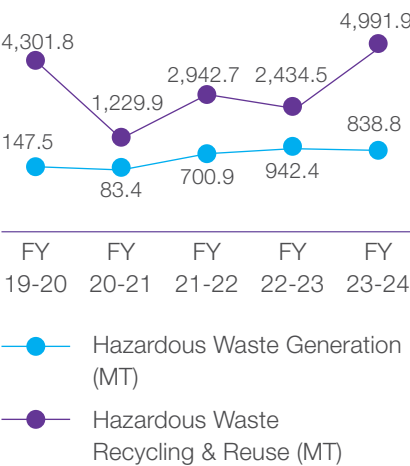 4,991.9
4,301.8
2,942.7
2,434.5
1,229.9
838.8
147.5
700.9
942.4
83.4
FY FY FY FY FY
19-20 20-21 21-22 22-23 23-24
Hazardous Waste Generation
(MT)
Hazardous Waste
Recycling & Reuse (MT)